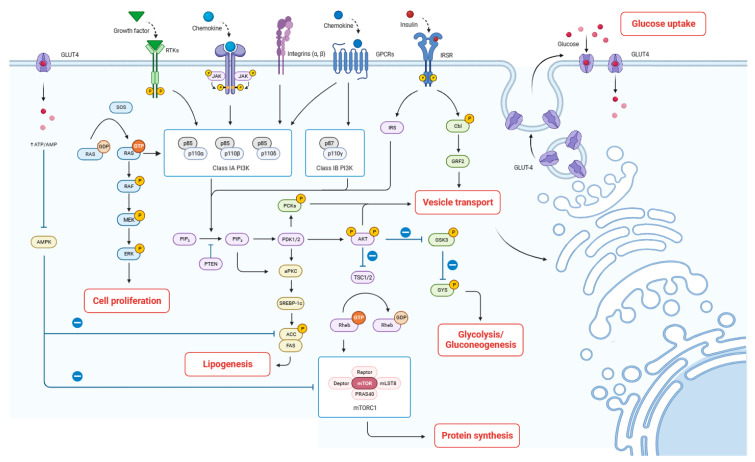 Growth factor
Chemokine
Integrins (α, β)
Chemokine
Insulin
Glucose uptake
GLUT4
RTKs
GPCRs
IRSR
Glucose
GLUT4
JAK
JAK
P
P
P
P
P
P
SOS
↑ATP/AMP
RAS
GDP
RAS
GTP
p85
p110α
p85
p110β
p85
p110δ
Class IA PI3K
p87
p110γ
Class IB PI3K
IRS
Cbl
P
GRF2
GLUT-4
RAF
P
MEK
P
ERK
P
AMPK
PCKs
P
Vesicle transport
PIP
PIP
PDK1/2
P
P
AKT
GSK3
P
PTEN
aPKC
TSC1/2
GYS
P
Cell proliferation
SREBP-1c
Rheb
GTP
Rheb
GDP
ACC
P
FAS
Glycolysis/
Gluconeogenesis
Lipogenesis
Raptor
Deptor
mTOR
mLST8
PRAS40
mTORC1
Protein synthesis